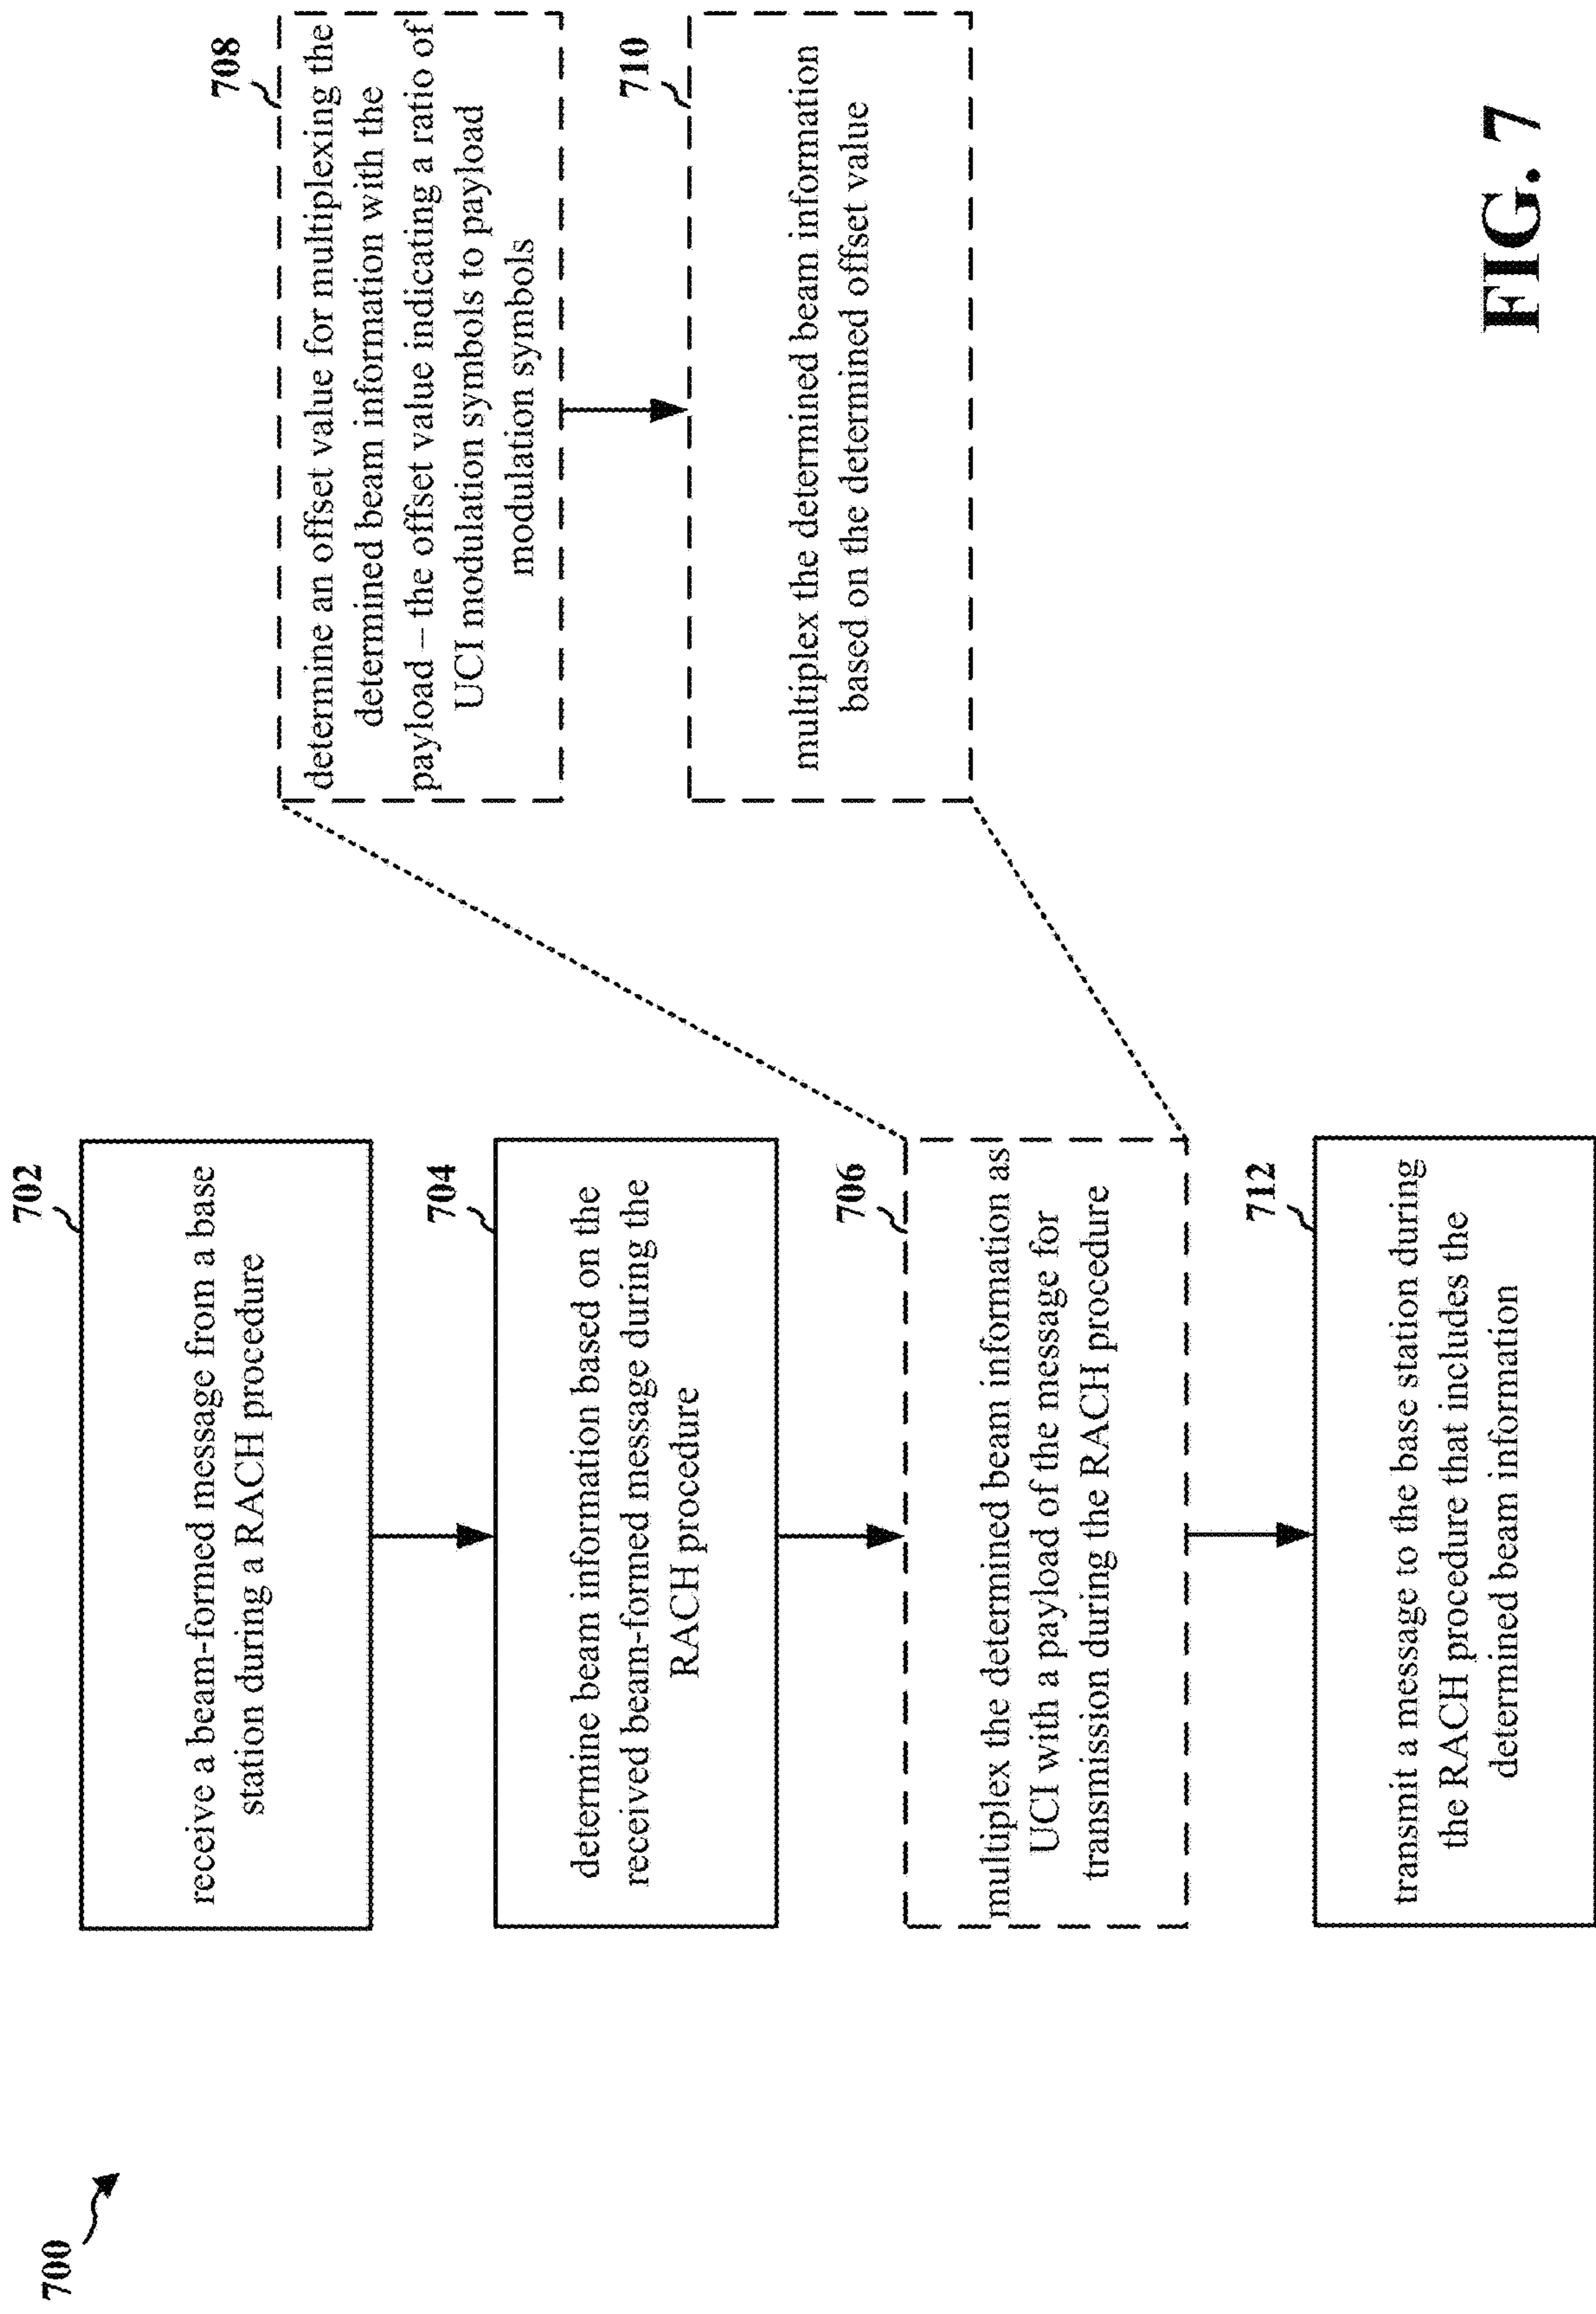 700
702
receive a beam-formed message from a base
station during a RACH procedure
704
determine beam information based on the
received beam-formed message during the
RACH procedure
706
multiplex the determined beam information as
UCI with a payload of the message for
transmission during the RACH procedure
712
transmit a message to the base station during
the RACH procedure that includes the
determined beam information
708
determine an offset value for multiplexing the
determined beam information with the
payload – the offset value indicating a ratio of
UCI modulation symbols to payload
modulation symbols
710
multiplex the determined beam information
based on the determined offset value
FIG. 7